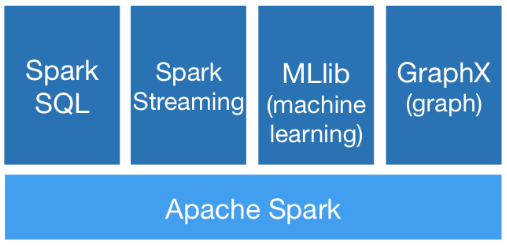 Spark
SQL
Spark
Streaming
MLlib
(machine
learning)
GraphX
(graph)
Apache Spark